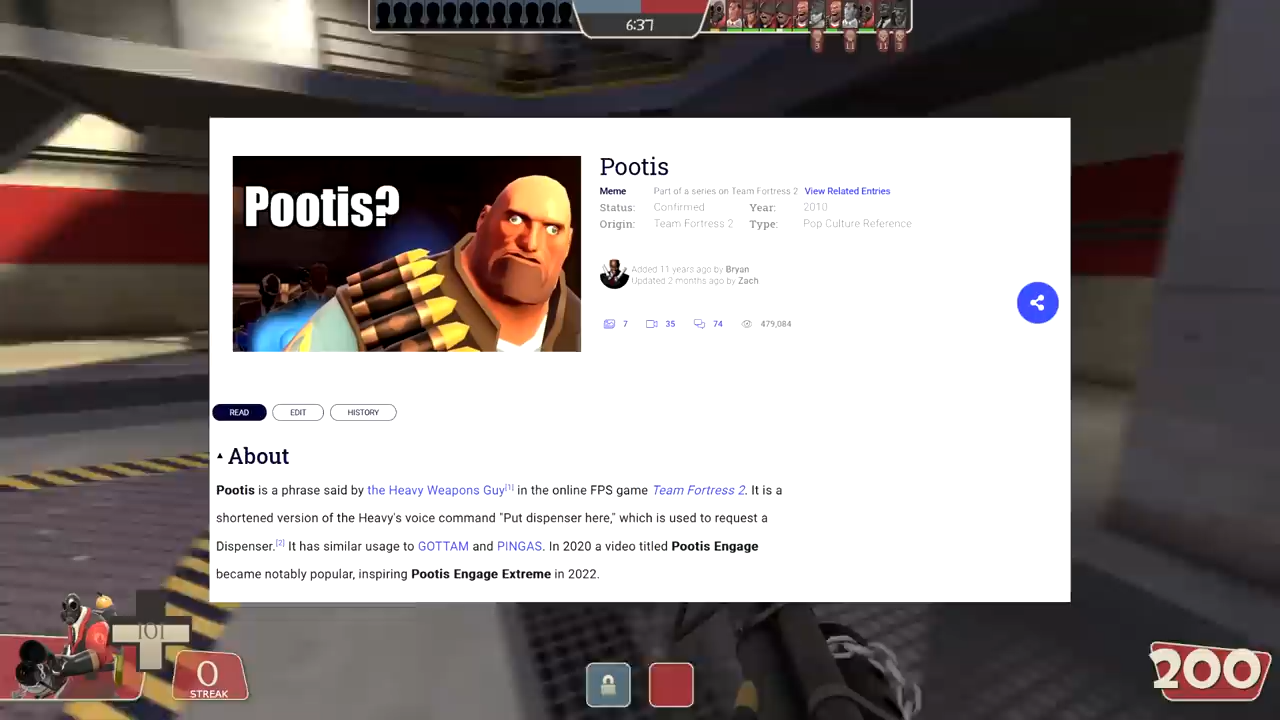 6:37
3 11 11 3
Pootis?
Pootis
Meme Part of a series on Team Fortress 2 View Related Entries
Status: Confirmed Year: 2010
Origin: Team Fortress 2 Type: Pop Culture Reference
Added 11 years ago by Bryan
Updated 2 months ago by Zach
7 35 74 479,084
READ EDIT HISTORY
About
Pootis is a phrase said by the Heavy Weapons Guy[1] in the online FPS game Team Fortress 2. It is a
shortened version of the Heavy's voice command "Put dispenser here," which is used to request a
Dispenser.[2] It has similar usage to GOTTAM and PINGAS. In 2020 a video titled Pootis Engage
became notably popular, inspiring Pootis Engage Extreme in 2022.
101
0
STREAK
200